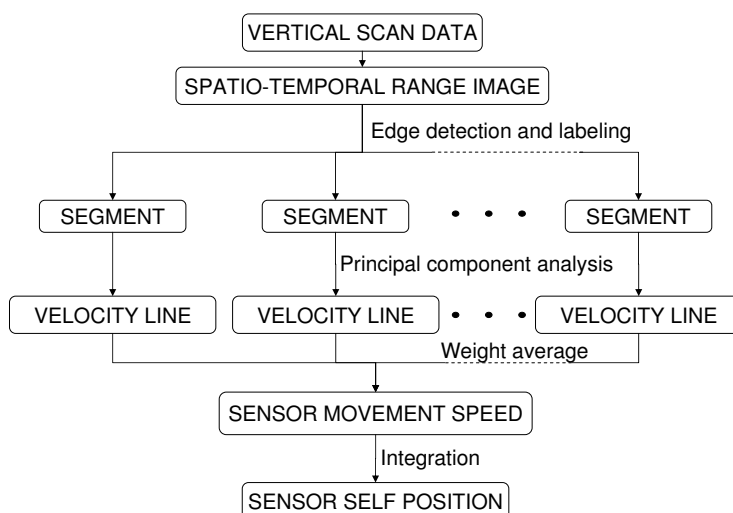 VERTICAL SCAN DATA
SPATIO-TEMPORAL RANGE IMAGE
Edge detection and labeling
SEGMENT SEGMENT • • • SEGMENT
Principal component analysis
VELOCITY LINE VELOCITY LINE • • • VELOCITY LINE
Weight average
SENSOR MOVEMENT SPEED
Integration
SENSOR SELF POSITION